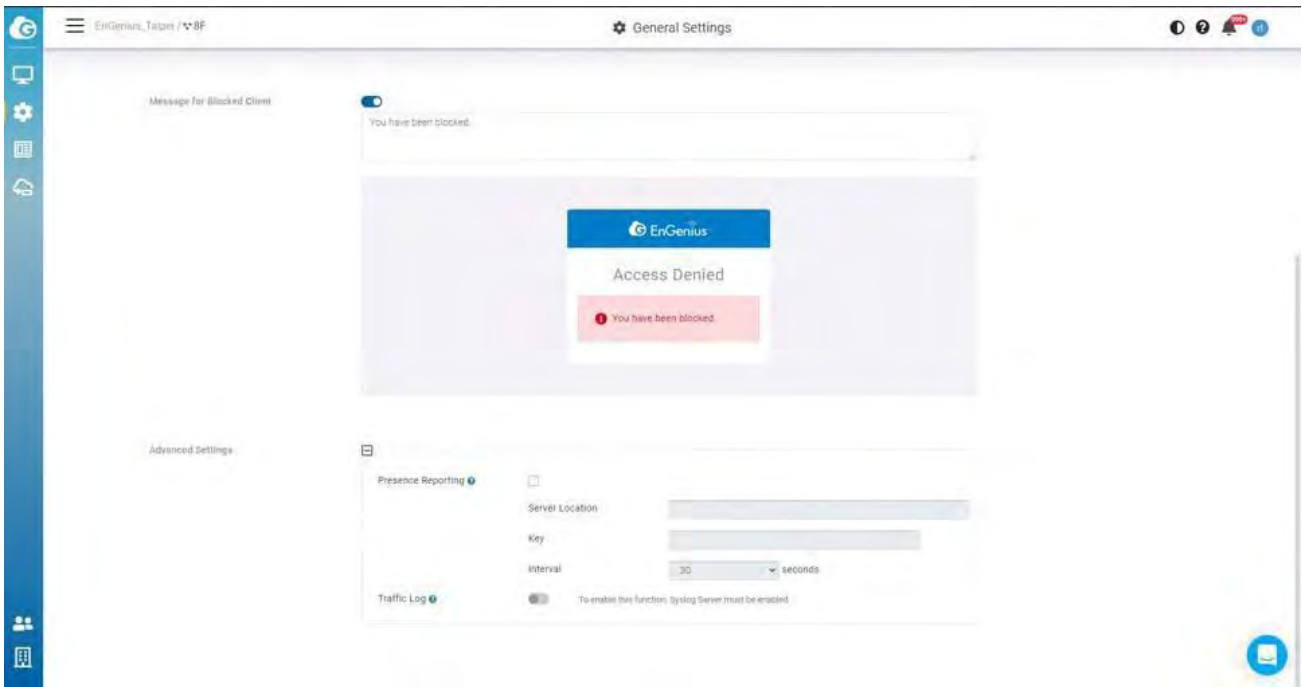 EnGenius_Taipei / 8F
General Settings
999+
Message for Blocked Client
You have been blocked.
EnGenius
Access Denied
You have been blocked.
Advanced Settings
Presence Reporting
Server Location
Key
Interval
30
seconds
Traffic Log
To enable this function, Syslog Server must be enabled